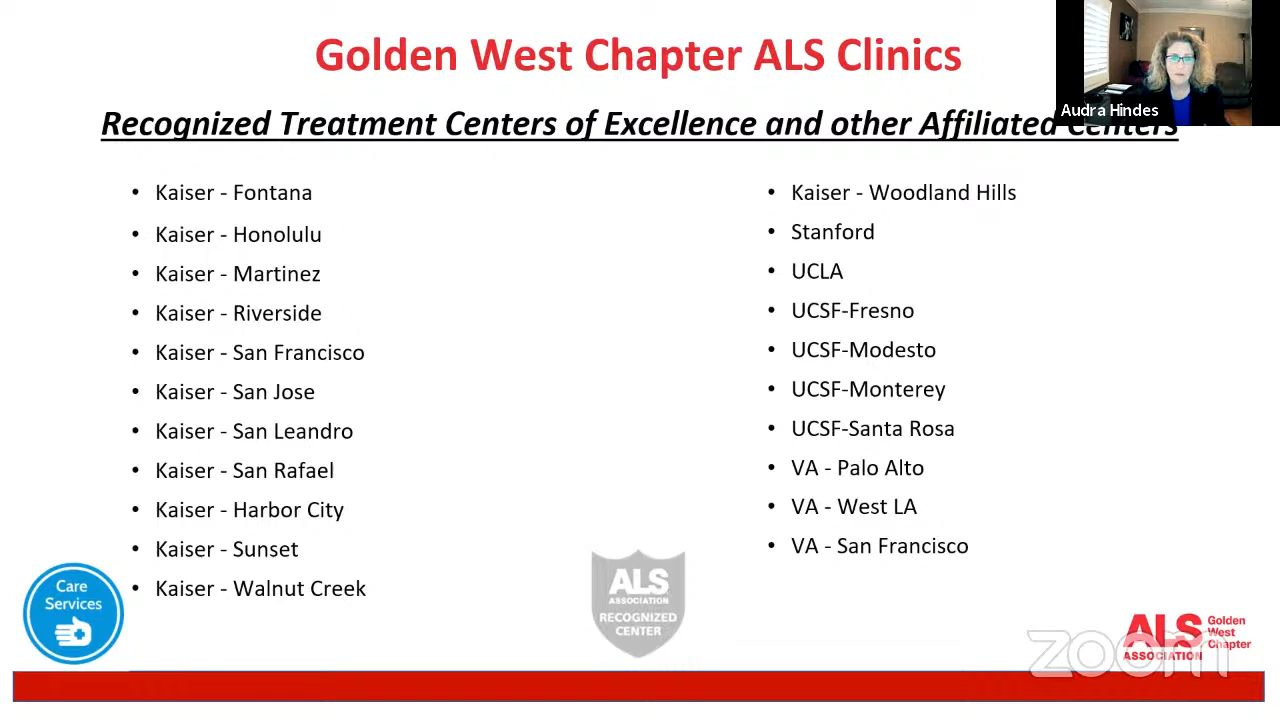 Golden West Chapter ALS Clinics
Audra Hindes
Recognized Treatment Centers of Excellence and other Affiliated Centers
• Kaiser - Fontana
• Kaiser - Honolulu
• Kaiser - Martinez
• Kaiser - Riverside
• Kaiser - San Francisco
• Kaiser - San Jose
• Kaiser - San Leandro
• Kaiser - San Rafael
• Kaiser - Harbor City
• Kaiser - Sunset
• Kaiser - Walnut Creek
• Kaiser - Woodland Hills
• Stanford
• UCLA
• UCSF-Fresno
• UCSF-Modesto
• UCSF-Monterey
• UCSF-Santa Rosa
• VA - Palo Alto
• VA - West LA
• VA - San Francisco
Care
Services
ALS
ASSOCIATION
RECOGNIZED
CENTER
ALS
ASSOCIATION
Golden
West
Chapter
zoom